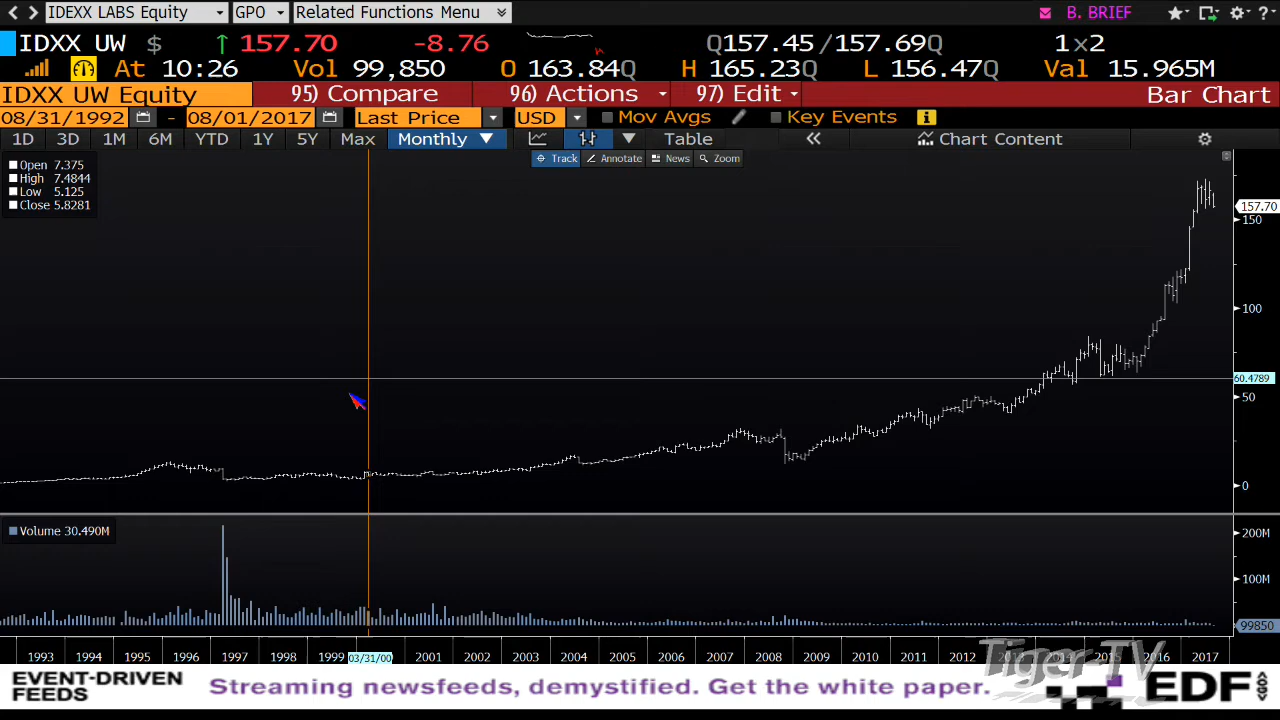 IDEXX LABS Equity GPO Related Functions Menu B. BRIEF
IDXX UW $ ↑ 157.70 -8.76 Q157.45/157.69Q 1×2
At 10:26 Vol 99,850 O 163.84Q H 165.23Q L 156.47Q Val 15.965M
IDXX UW Equity 95) Compare 96) Actions 97) Edit Bar Chart
08/31/1992 - 08/01/2017 Last Price USD Mov Avgs Key Events
1D 3D 1M 6M YTD 1Y 5Y Max Monthly ▼ Table « Chart Content
Track Annotate News Zoom
Open 7.375
High 7.4844
Low 5.125
Close 5.8281
157.70
150
100
60.4789
50
0
Volume 30.490M
200M
100M
99850
1993 1994 1995 1996 1997 1998 1999 03/31/00 2001 2002 2003 2004 2005 2006 2007 2008 2009 2010 2011 2012 2013 2014 2015 2016 2017
Tiger-TV
EVENT-DRIVEN
FEEDS
Streaming newsfeeds, demystified. Get the white paper.
EDF